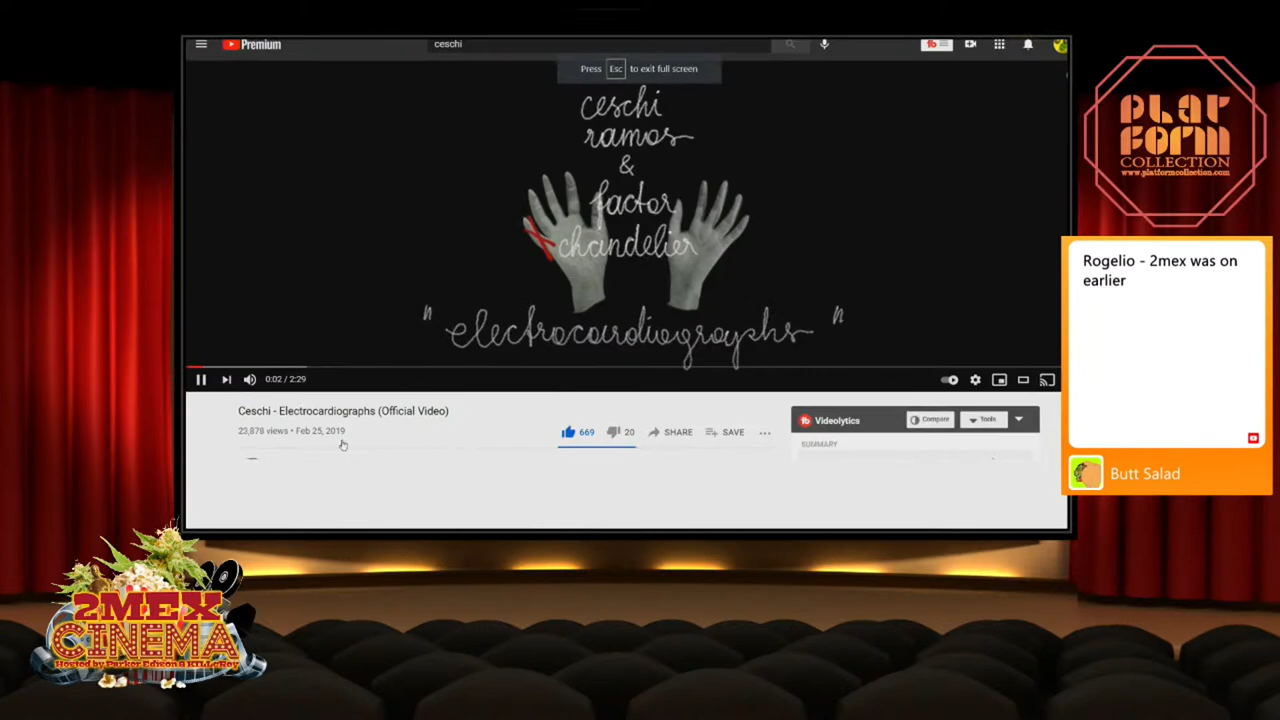 Premium
ceschi
Press Esc to exit full screen
ceschi
ramos
&
factor
chandelier
"electrocardiographs"
0:02 / 2:29
Ceschi - Electrocardiographs (Official Video)
23,878 views • Feb 25, 2019
669
20
SHARE
SAVE
Videolytics
Compare
Tools
SUMMARY
PLAT
FORM
COLLECTION
www.platformcollection.com
Rogelio - 2mex was on
earlier
Butt Salad
2MEX
CINEMA
Hosted by Parker Edison & KILLcRoy